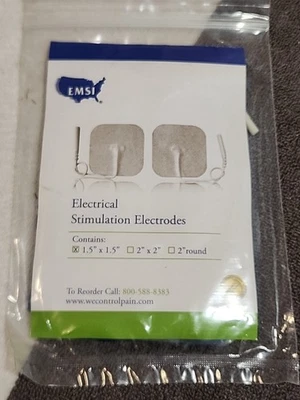 EMSI
Electrical
Stimulation Electrodes
Contains:
☒ 1.5" x 1.5" ☐ 2" x 2" ☐ 2"round
To Reorder Call: 800-588-8383
www.wecontrolpain.com